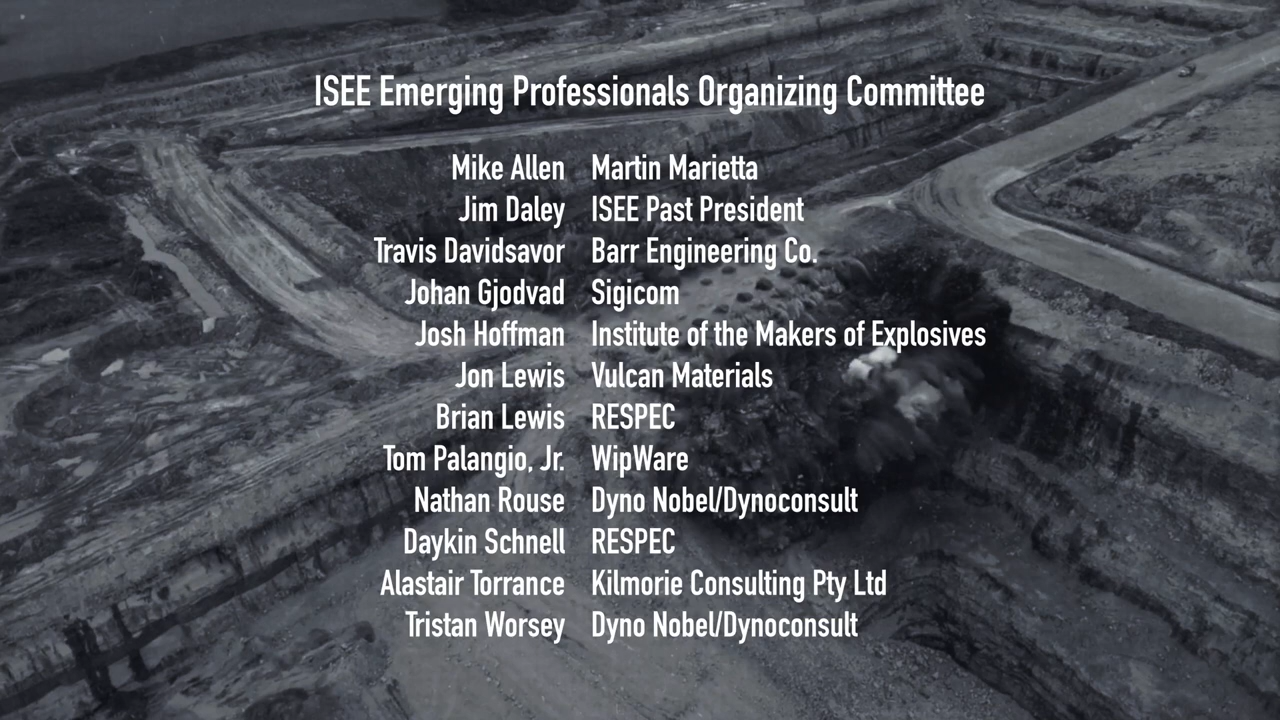 ISEE Emerging Professionals Organizing Committee
Mike Allen Martin Marietta
Jim Daley ISEE Past President
Travis Davidsavor Barr Engineering Co.
Johan Gjodvad Sigicom
Josh Hoffman Institute of the Makers of Explosives
Jon Lewis Vulcan Materials
Brian Lewis RESPEC
Tom Palangio, Jr. WipWare
Nathan Rouse Dyno Nobel/Dynoconsult
Daykin Schnell RESPEC
Alastair Torrance Kilmorie Consulting Pty Ltd
Tristan Worsey Dyno Nobel/Dynoconsult